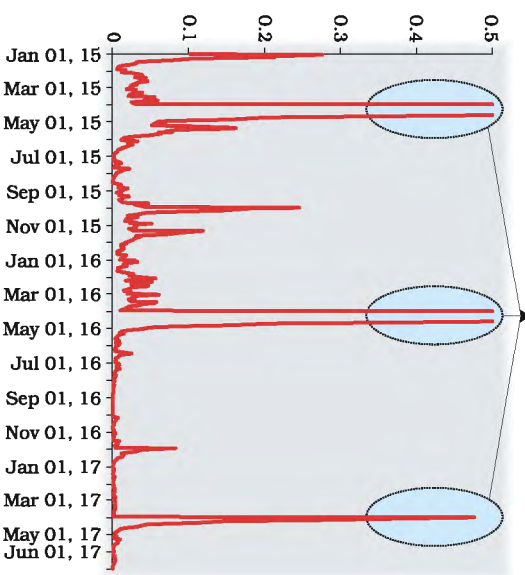 0
0.1
0.2
0.3
0.4
0.5
Jan 01, 15
Mar 01, 15
May 01, 15
Jul 01, 15
Sep 01, 15
Nov 01, 15
Jan 01, 16
Mar 01, 16
May 01, 16
Jul 01, 16
Sep 01, 16
Nov 01, 16
Jan 01, 17
Mar 01, 17
May 01, 17
Jun 01, 17